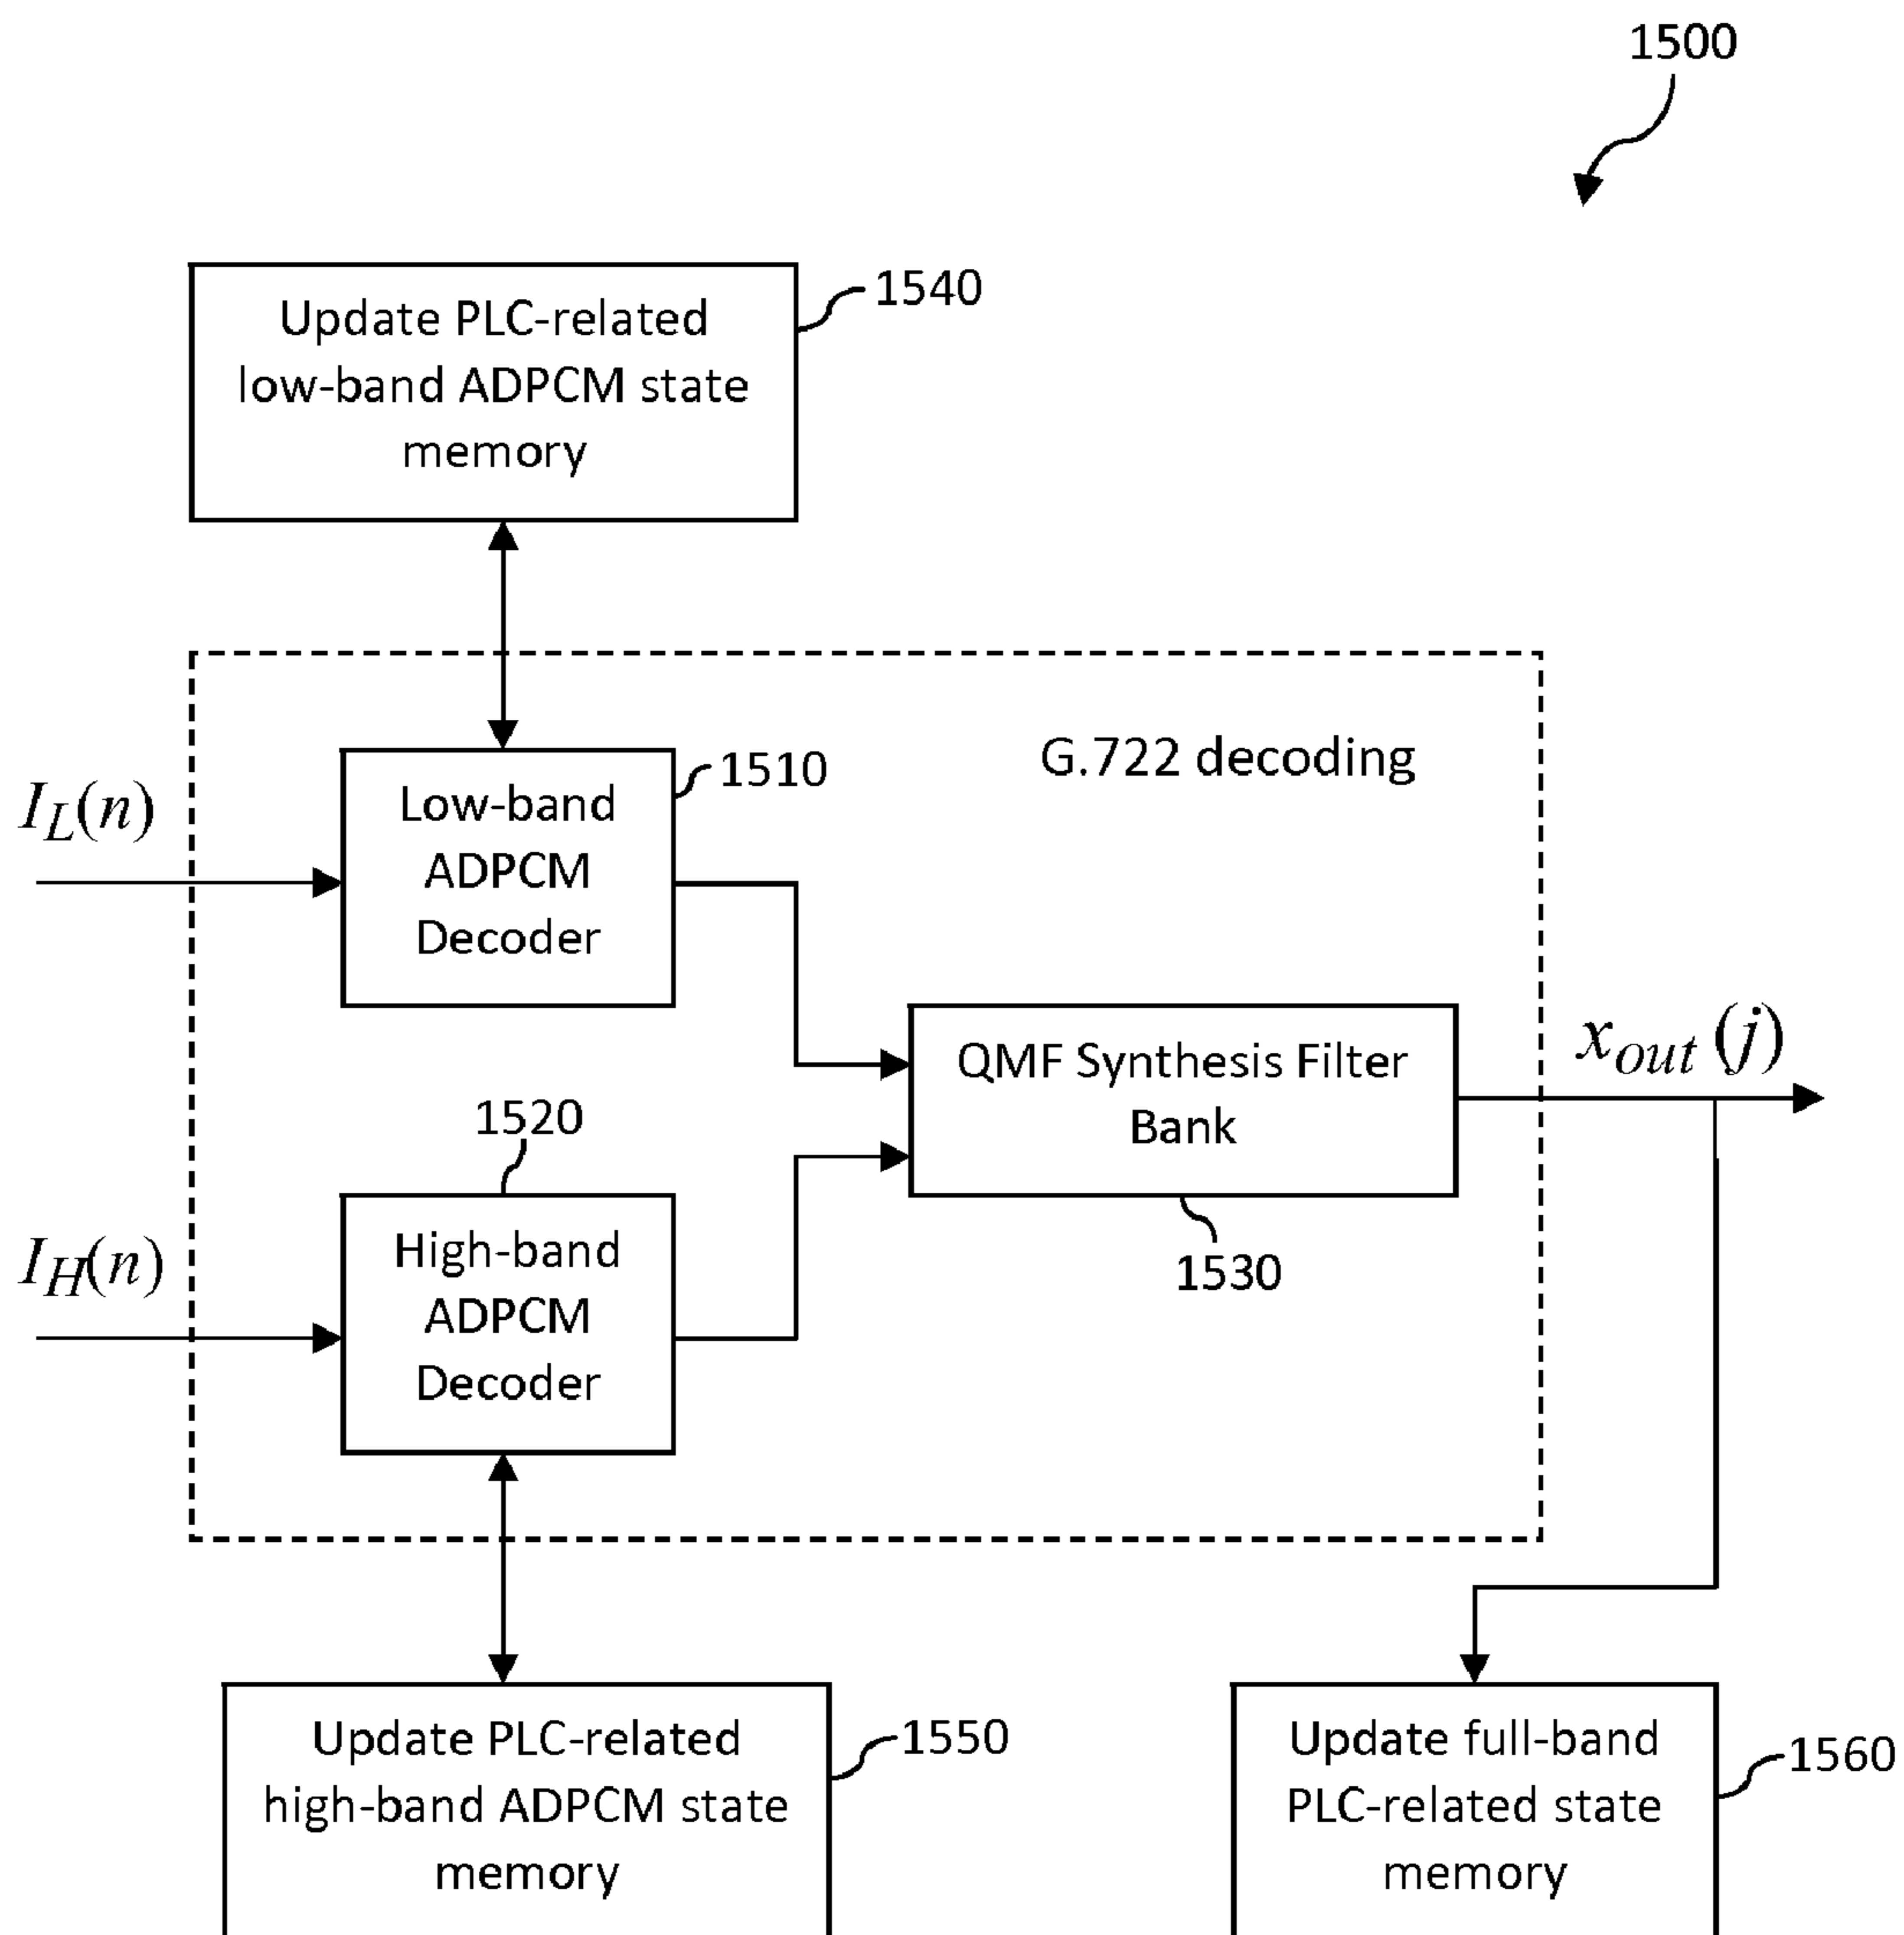 1500
Update PLC-related
low-band ADPCM state
memory
1540
G.722 decoding
I_L(n)
Low-band
ADPCM
Decoder
1510
QMF Synthesis Filter
Bank
1530
x_out (j)
1520
I_H(n)
High-band
ADPCM
Decoder
Update PLC-related
high-band ADPCM state
memory
1550
Update full-band
PLC-related state
memory
1560